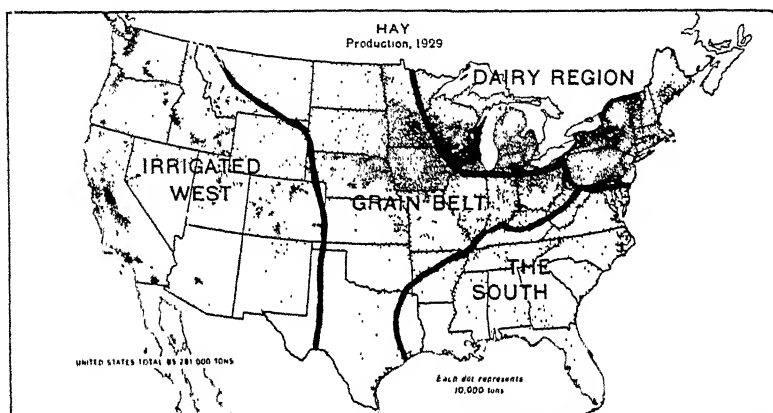 HAY
Production, 1929
DAIRY REGION
IRRIGATED
WEST
GRAIN-BELT
THE
SOUTH
UNITED STATES TOTAL 85 281 000 TONS
Each dot represents
10,000 tons